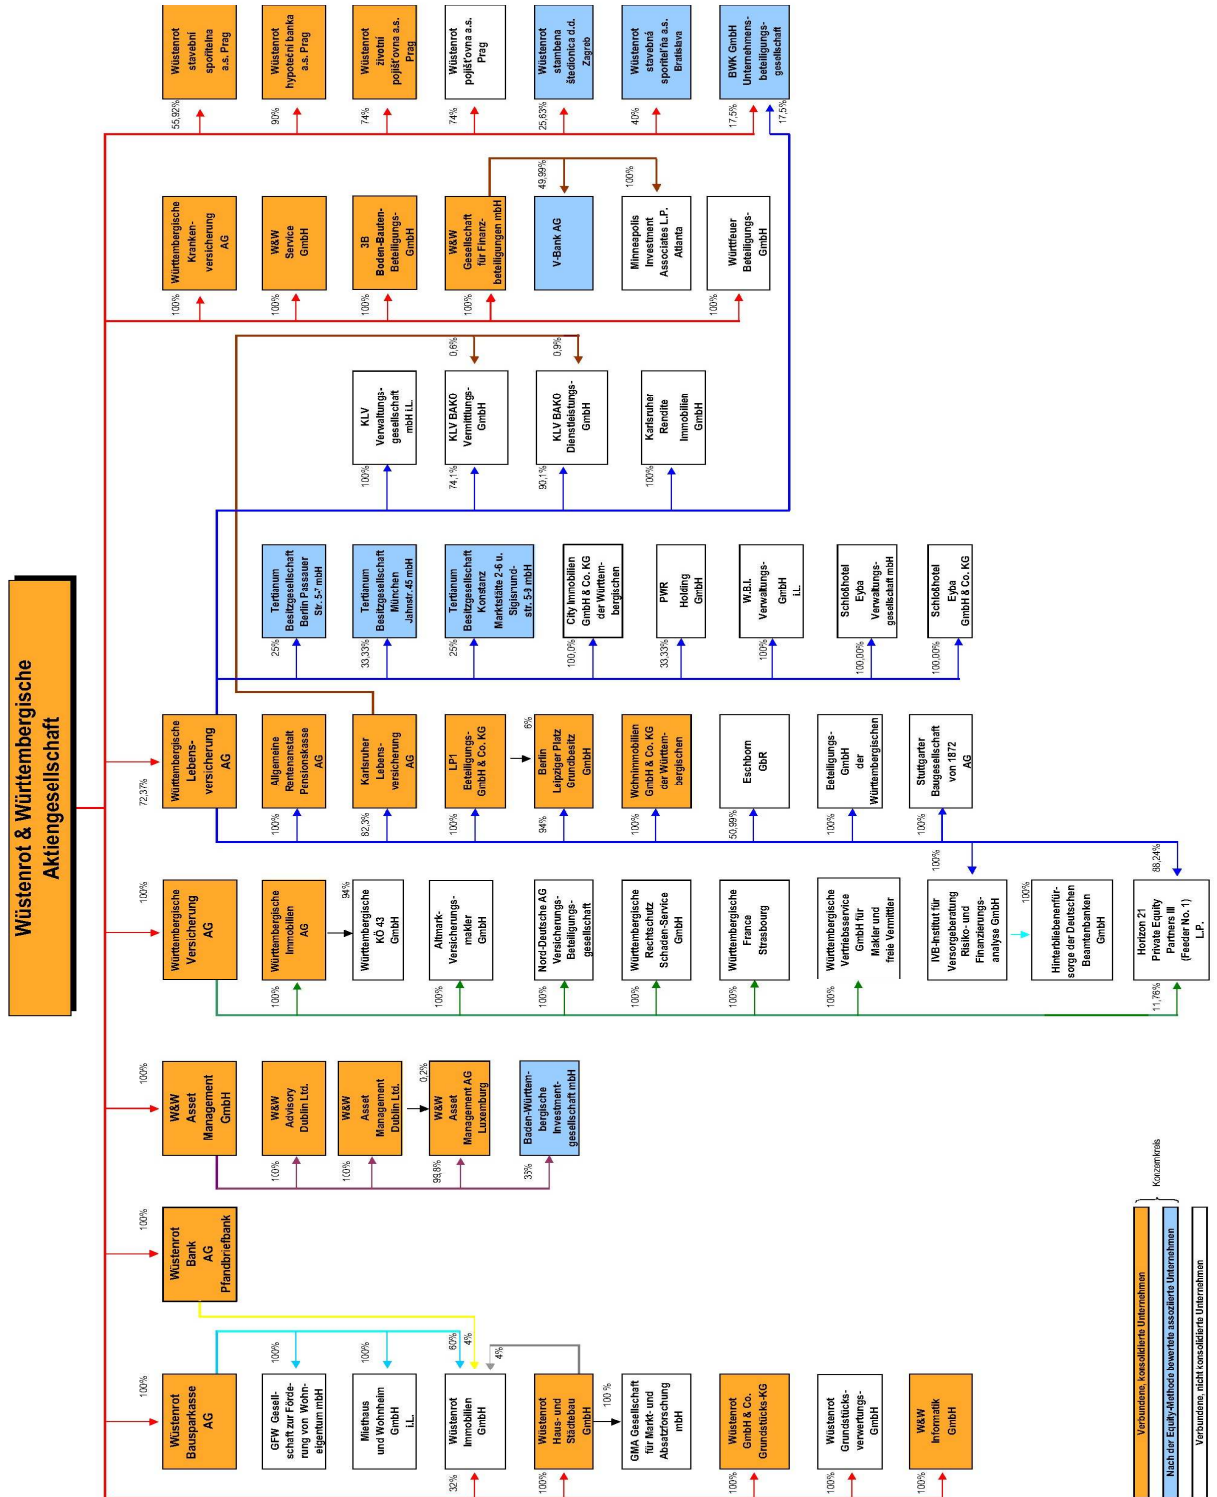 Wüstenrot & Württembergische
Aktiengesellschaft
100%
Wüstenrot
Bausparkasse
AG
100%
GFW Gesell-
schaft zur Förde-
rung von Wohn-
eigentum mbH
100%
Miethaus
und Wohnheim
GmbH
i.L.
60%
4%
4%
32%
Wüstenrot
Immobilien
GmbH
100%
Wüstenrot
Haus- und
Städtebau
GmbH
100 %
GMA Gesellschaft
für Markt- und
Absatzforschung
mbH
100%
Wüstenrot
GmbH & Co.
Grundstücks-KG
100%
Wüstenrot
Grundstücks-
verwertungs-
GmbH
100%
W&W
Informatik
GmbH
100%
Wüstenrot
Bank
AG
Pfandbriefbank
100%
W&W
Asset
Management
GmbH
100%
W&W
Advisory
Dublin Ltd.
100%
W&W
Asset
Management
Dublin Ltd.
0,2%
99,8%
W&W
Asset
Management AG
Luxemburg
35%
Baden-Württem-
bergische
Investment-
gesellschaft mbH
100%
Württembergische
Versicherung
AG
100%
Württembergische
Immobilien
AG
94%
Württembergische
KÖ 43
GmbH
100%
Altmark-
Versicherungs-
makler
GmbH
100%
Nord-Deutsche AG
Versicherungs-
Beteiligungs-
gesellschaft
100%
Württembergische
Rechtschutz
Schaden-Service
GmbH
100%
Württembergische
France
Strasbourg
100%
Württembergische
Vertriebsservice
GmbH für
Makler und
freie Vermittler
100%
IVB-Institut für
Versorgeberatung
Risiko- und
Finanzierungs-
analyse GmbH
100%
Hinterbliebenenfür-
sorge der Deutschen
Beamtenbanken
GmbH
11,76%
88,24%
Horizon 21
Private Equity
Partners III
(Feeder No. 1)
L.P.
72,37%
Württembergische
Lebens-
versicherung
AG
100%
Allgemeine
Rentenanstalt
Pensionskasse
AG
82,3%
Karlsruher
Lebens-
versicherung
AG
100%
LP1
Eeteiligungs-
GmbH & Co. KG
6%
94%
Berlin
Leipziger Platz
Grundbesitz
GmbH
100%
Wohnimmobilien
GmbH & Co. KG
der Württem-
bergischen
50,99%
Eschborn
GbR
100%
Eeteiligungs-
GmbH
der
Württembergischen
100%
Stuttgarter
Baugesellschaft
von 1872
AG
25%
Tertianum
Besitzgesellschaft
Berlin Passauer
Str. 5-7 mbH
33,33%
Tertianum
Besitzgesellschaft
München
Jahnstr. 45 mbH
25%
Tertianum
Besitzgesellschaft
Konstanz
Marktstätte 2-6 u.
Sigismund-
str. 5-9 mbH
100,0%
City Immobilien
GmbH & Co. KG
der Württem-
bergischen
33,33%
PWR
Holding
GmbH
100%
W.B.I.
Verwaltungs-
GmbH
i.L.
100,00%
Schloßhotel
Eyba
Verwaltungs-
gesellschaft mbH
100,00%
Schloßhotel
Eyba
GmbH & Co. KG
100%
KLV
Verwaltungs-
gesellschaft
mbH i.L.
0,6%
74,1%
KLV BAKO
Vermittlungs-
GmbH
0,9%
90,1%
KLV BAKO
Dienstleistungs-
GmbH
100%
Karlsruher
Rendite
Immobilien
GmbH
100%
Württembergische
Kranken-
versicherung
AG
100%
W&W
Service
GmbH
100%
3B
Boden-Bauten-
Beteiligungs-
GmbH
100%
W&W
Gesellschaft
für Finanz-
beteiligungen mbH
49,99%
V-Bank AG
100%
Minneapolis
Investment
Associates L.P.
Atlanta
100%
Württfeuer
Beteiligungs-
GmbH
55,92%
Wüstenrot
stavební
spořitelna
a.s. Prag
90%
Wüstenrot
hypoteční banka
a.s. Prag
74%
Wüstenrot
životní
pojišťovna a.s.
Prag
74%
Wüstenrot
pojišťovna a.s.
Prag
25,63%
Wüstenrot
stambena
štedionica d.d.
Zagreb
40%
Wüstenrot
stavebná
sporiteľňa a.s.
Bratislava
17,5%
17,5%
BWK GmbH
Unternehmens-
beteiligungs-
gesellschaft
Verbundene, konsolidierte Unternehmen
Nach der Equity-Methode bewertete assoziierte Unternehmen
Verbundene, nicht konsolidierte Unternehmen
Konzernkreis